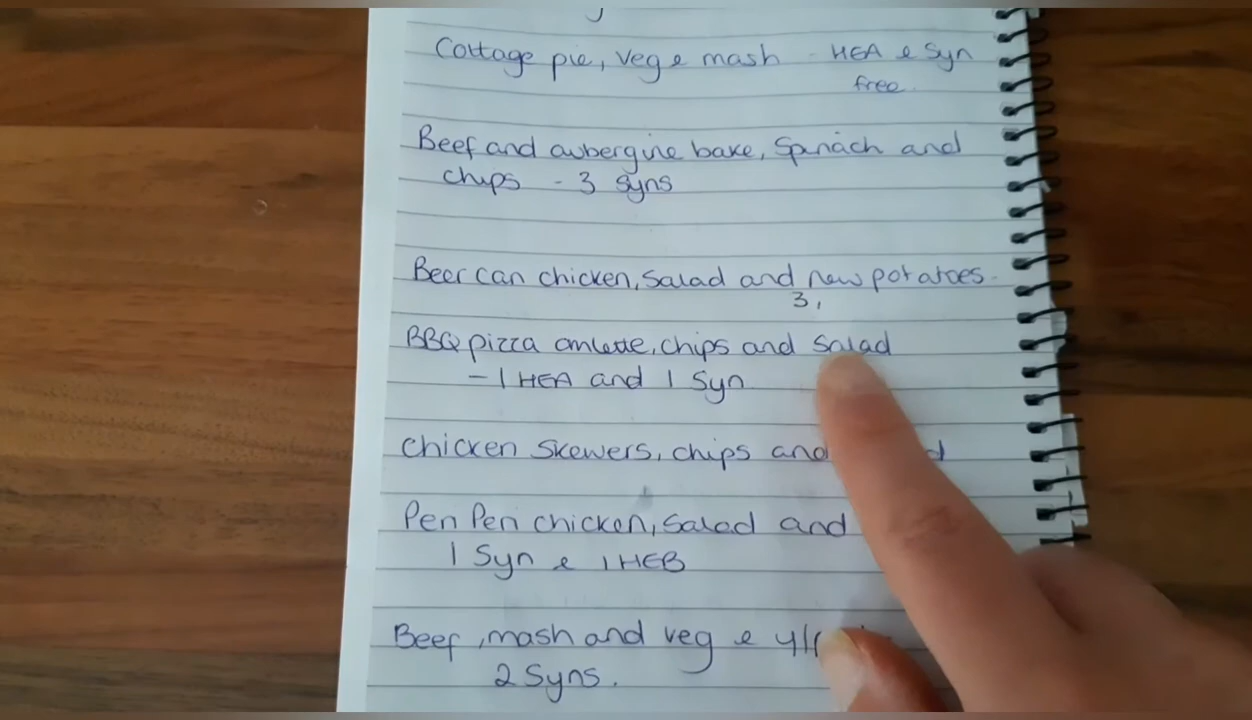 Cottage pie, veg & mash - HEA & Syn
free.
Beef and aubergine bake, Spinach and
chips - 3 Syns
Beer can chicken, Salad and new potatoes -
3,
BBQ pizza omlette, chips and Salad
- 1 HEA and 1 Syn
Chicken Skewers, chips and
Pen Pen chicken, Salad and
1 Syn & 1 HEB
Beef, mash and veg &
2 Syns.